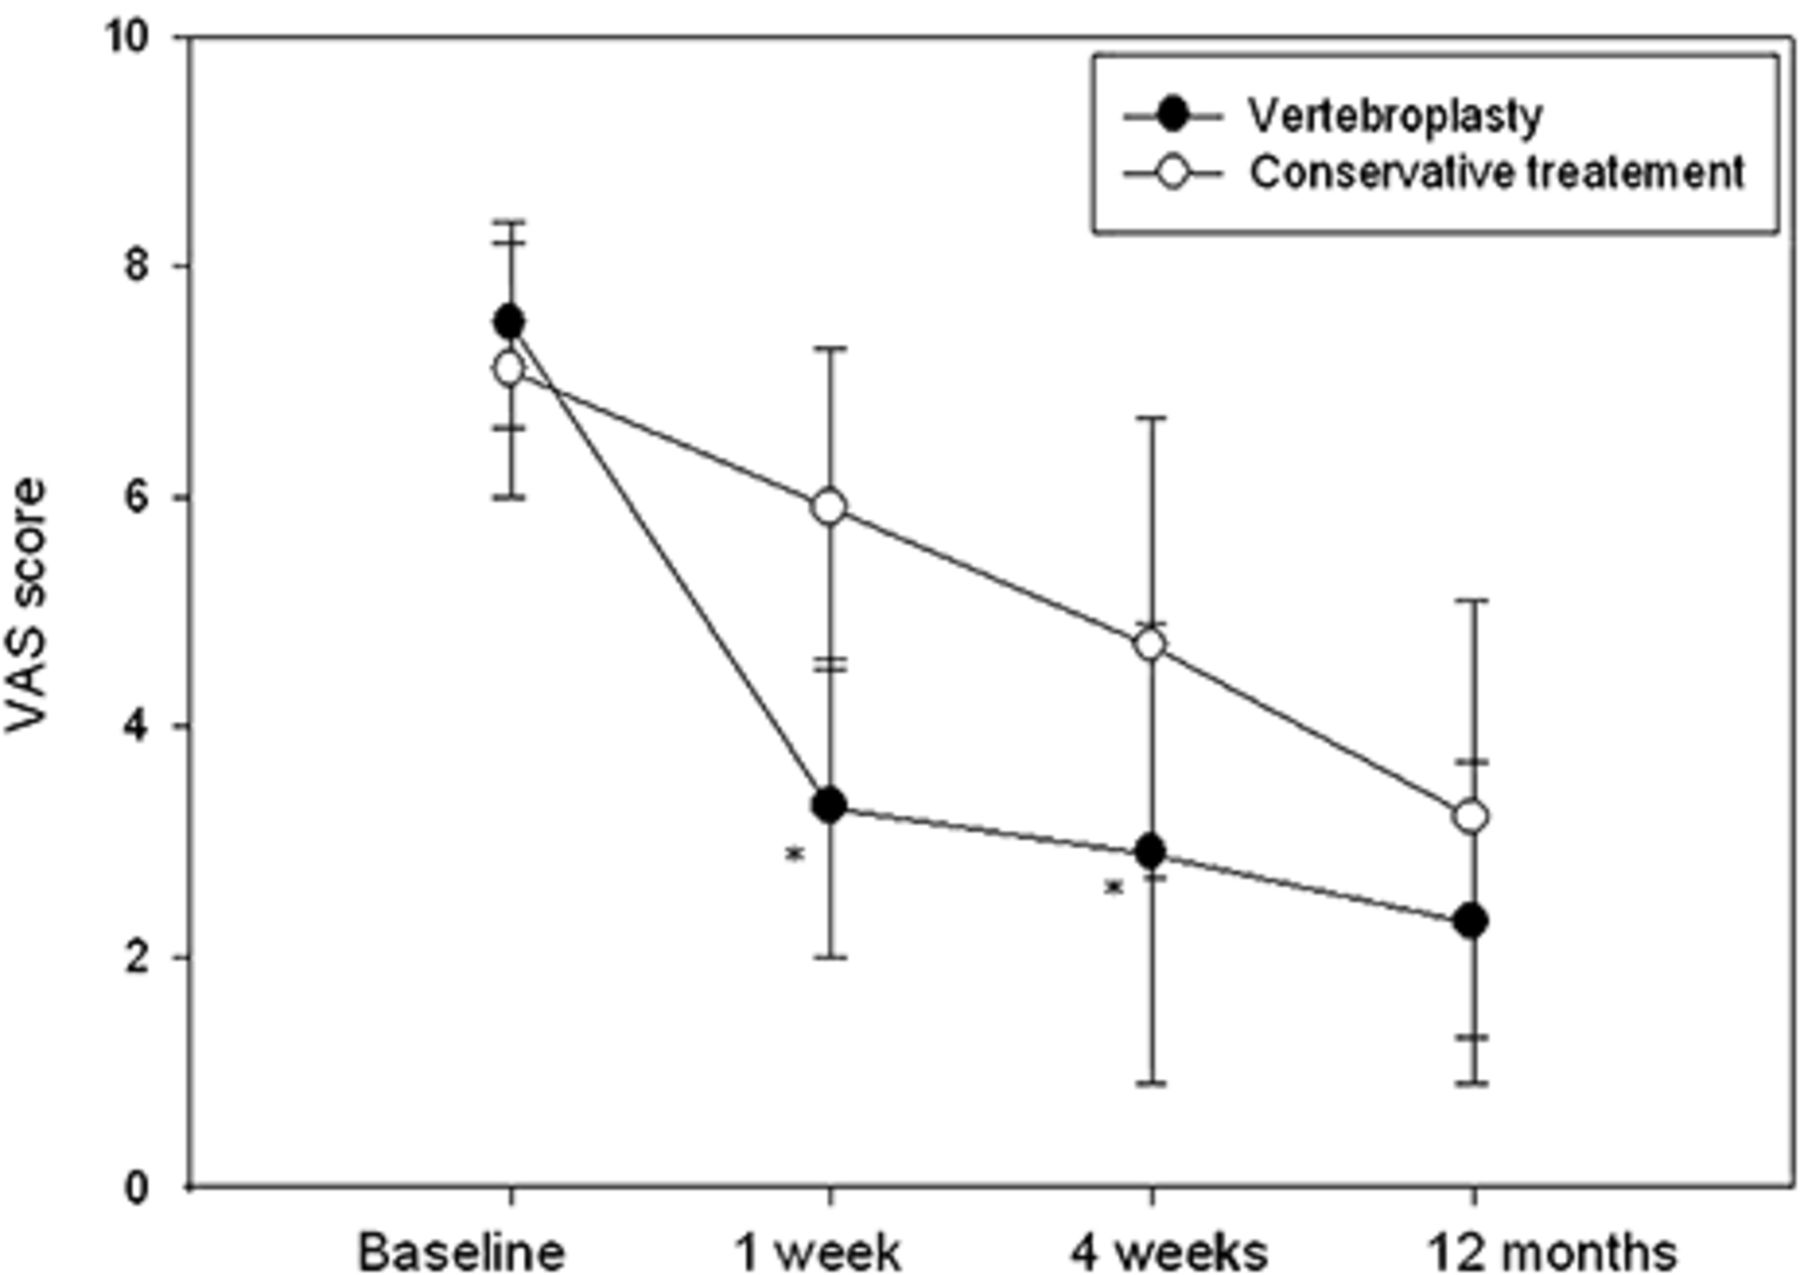 10
Vertebroplasty
Conservative treatement
8
6
VAS score
4
*
*
2
0
Baseline 1 week 4 weeks 12 months